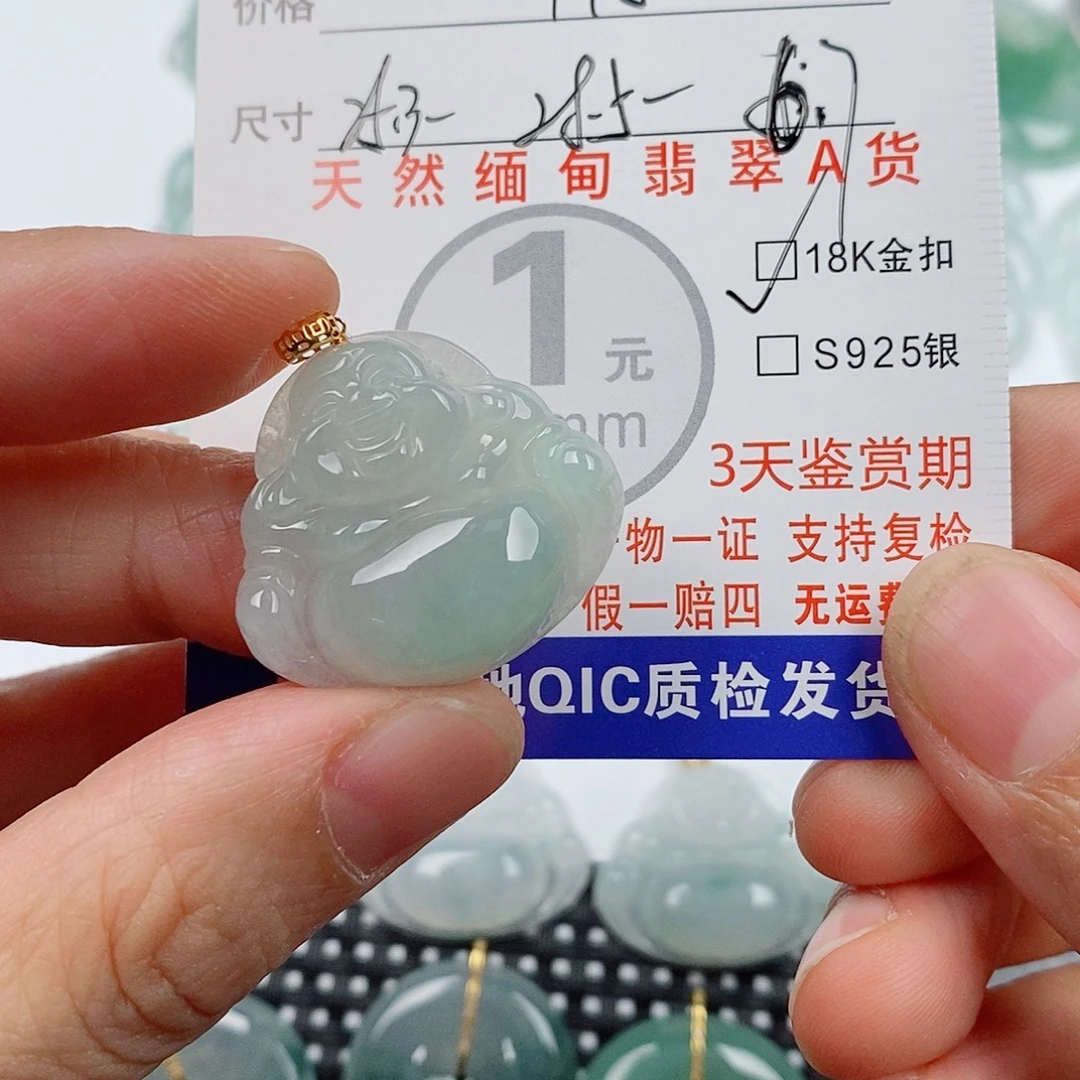 价格
尺寸
天然缅甸翡翠A货
1元
mm
18K金扣
S925银
3天鉴赏期
物一证 支持复检
假一赔四 无运费
地QIC质检发货